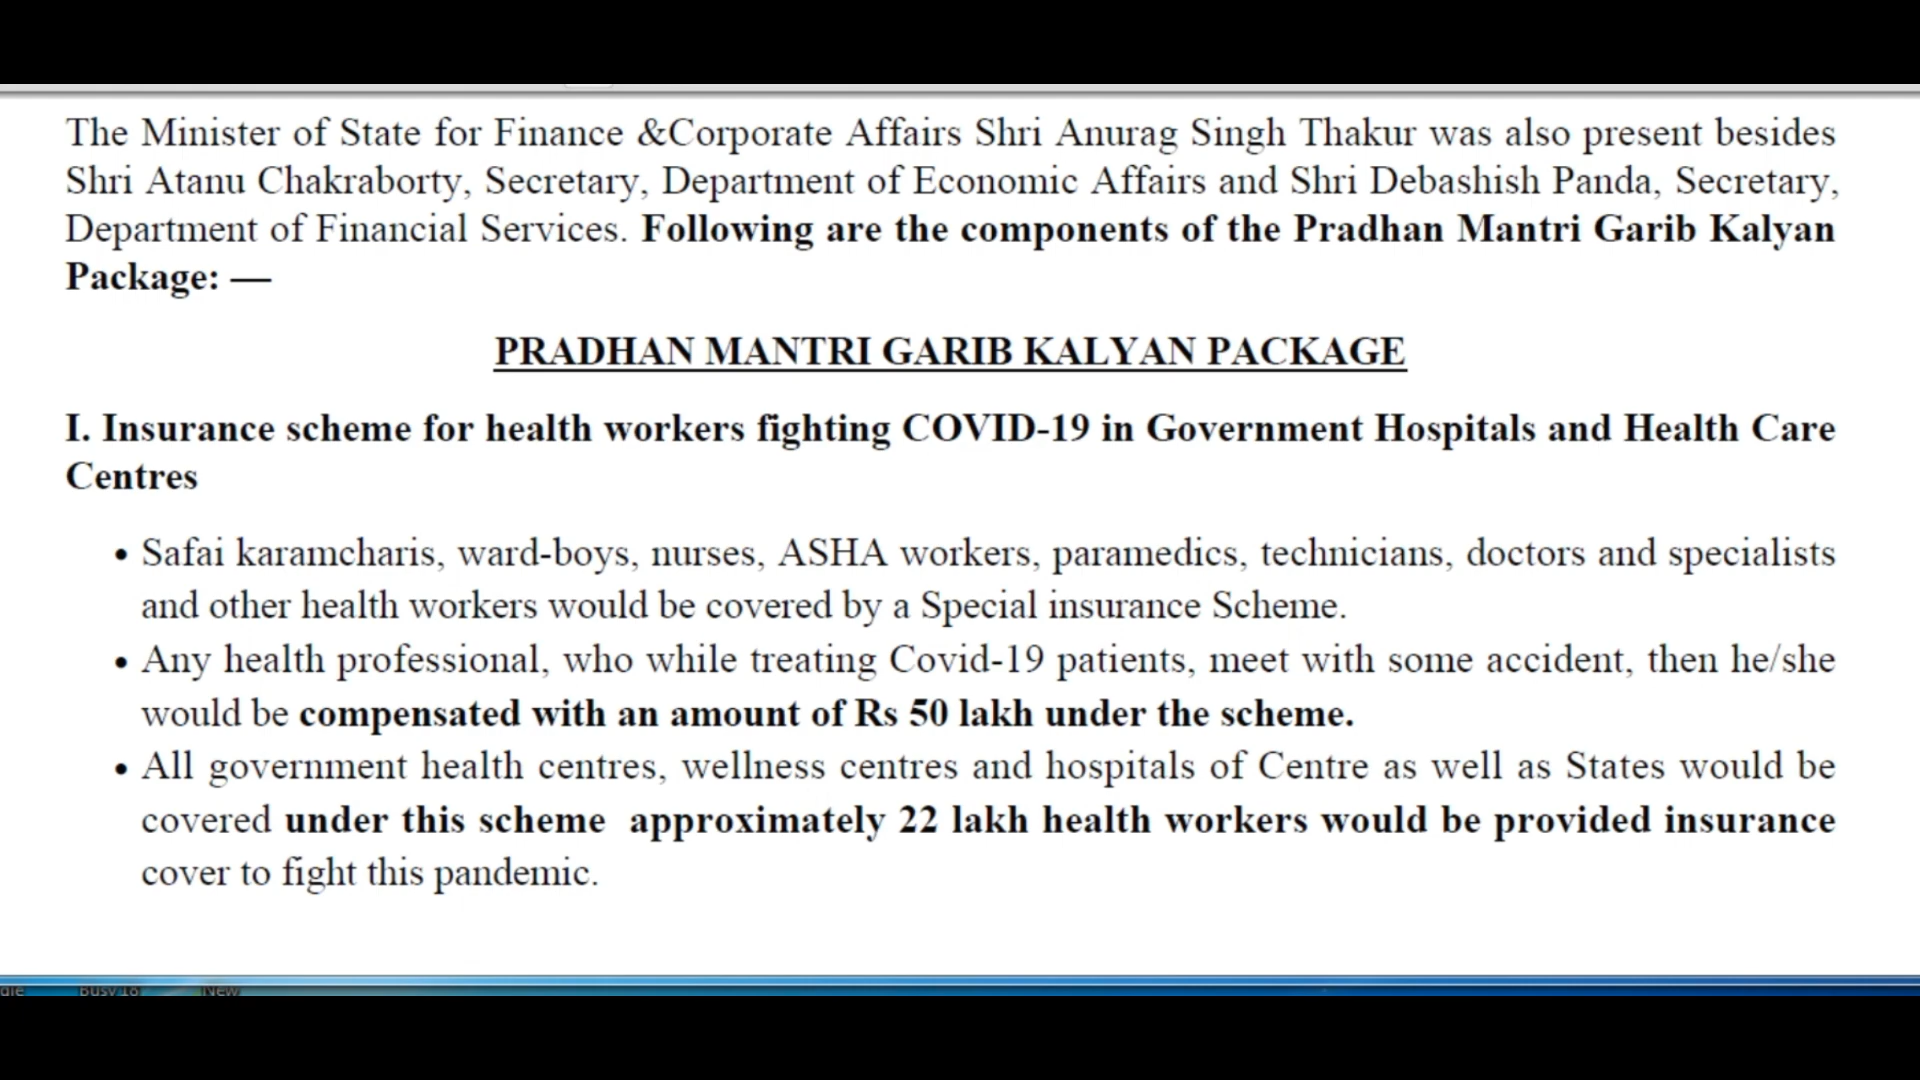 The Minister of State for Finance &Corporate Affairs Shri Anurag Singh Thakur was also present besides
Shri Atanu Chakraborty, Secretary, Department of Economic Affairs and Shri Debashish Panda, Secretary,
Department of Financial Services. Following are the components of the Pradhan Mantri Garib Kalyan
Package: —
PRADHAN MANTRI GARIB KALYAN PACKAGE
I. Insurance scheme for health workers fighting COVID-19 in Government Hospitals and Health Care
Centres
• Safai karamcharis, ward-boys, nurses, ASHA workers, paramedics, technicians, doctors and specialists
and other health workers would be covered by a Special insurance Scheme.
• Any health professional, who while treating Covid-19 patients, meet with some accident, then he/she
would be compensated with an amount of Rs 50 lakh under the scheme.
• All government health centres, wellness centres and hospitals of Centre as well as States would be
covered under this scheme approximately 22 lakh health workers would be provided insurance
cover to fight this pandemic.
Busy 18 New